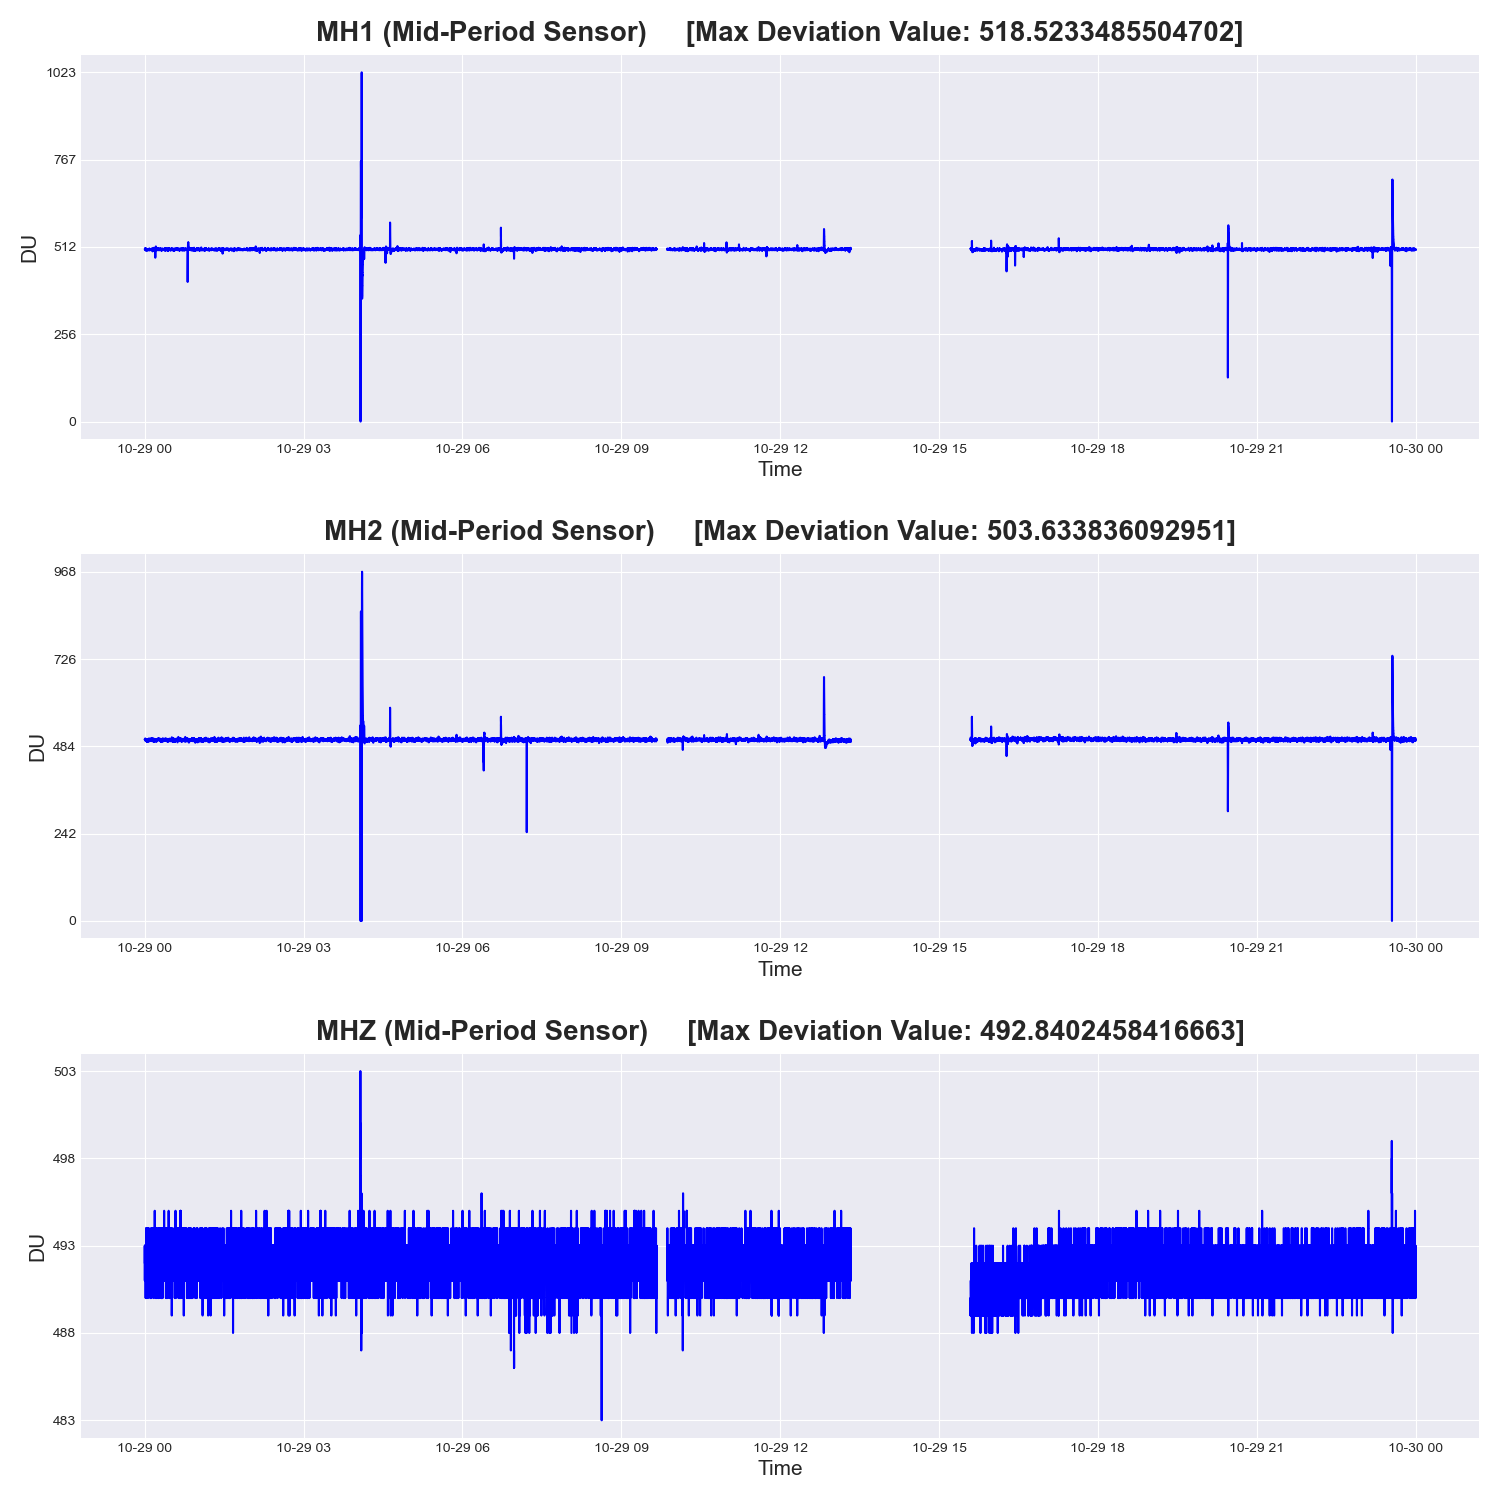 MH1 (Mid-Period Sensor) [Max Deviation Value: 518.5233485504702]
1023
767
512
256
0
DU
10-29 00 10-29 03 10-29 06 10-29 09 10-29 12 10-29 15 10-29 18 10-29 21 10-30 00
Time
MH2 (Mid-Period Sensor) [Max Deviation Value: 503.633836092951]
968
726
484
242
0
DU
10-29 00 10-29 03 10-29 06 10-29 09 10-29 12 10-29 15 10-29 18 10-29 21 10-30 00
Time
MHZ (Mid-Period Sensor) [Max Deviation Value: 492.8402458416663]
503
498
493
488
483
DU
10-29 00 10-29 03 10-29 06 10-29 09 10-29 12 10-29 15 10-29 18 10-29 21 10-30 00
Time